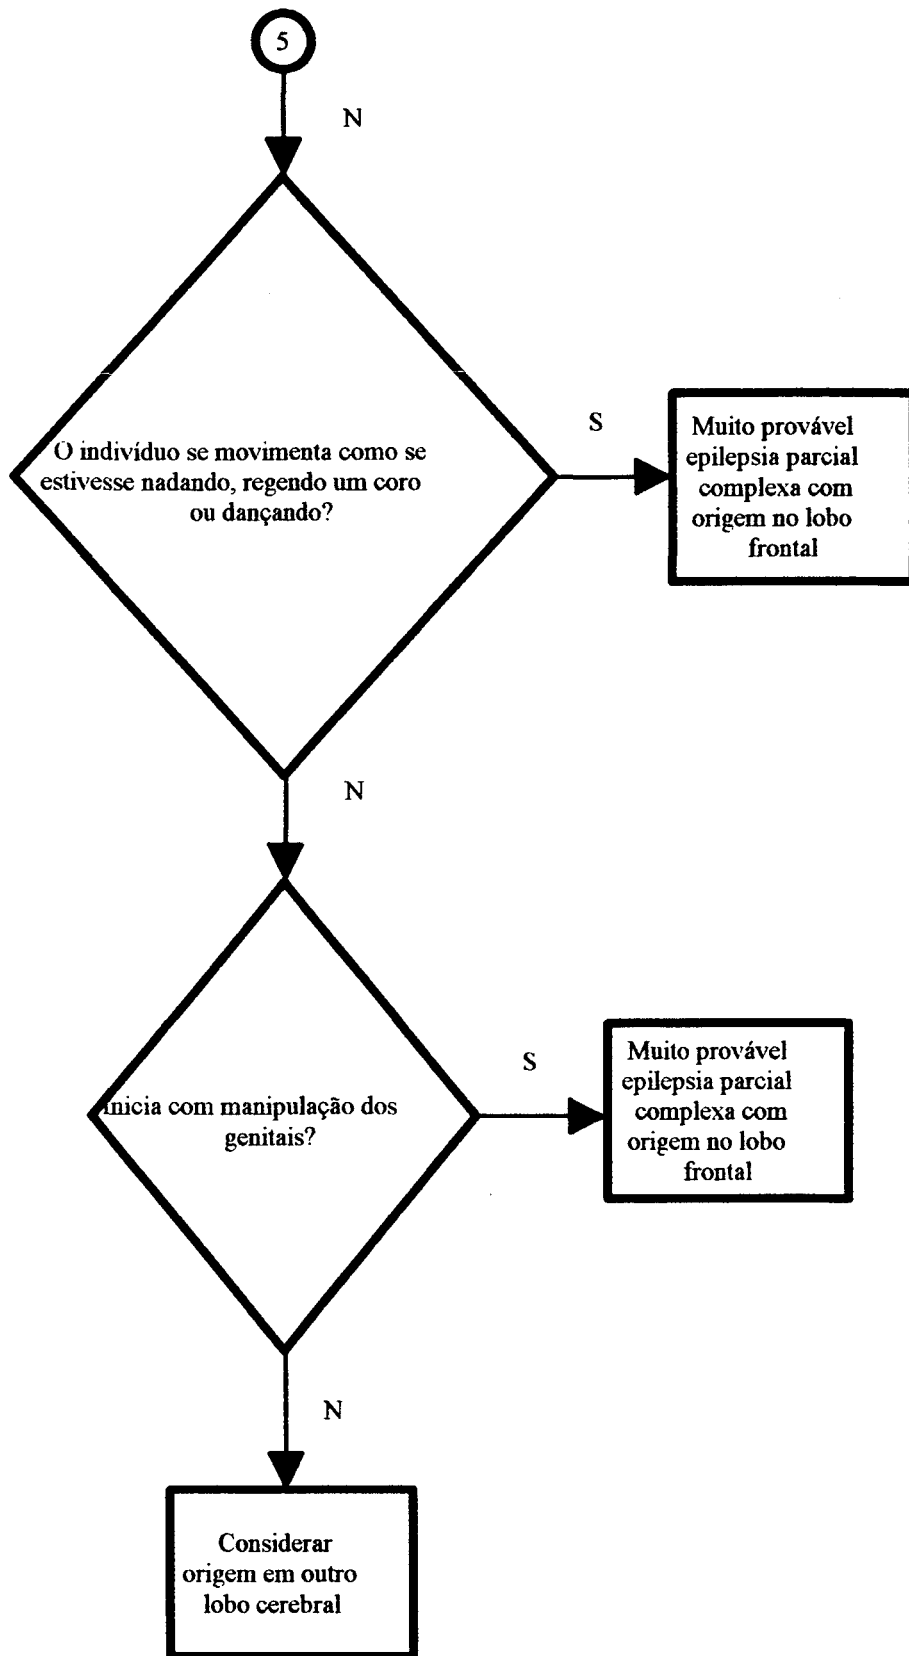 5
N
O indivíduo se movimenta como se
estivesse nadando, regendo um coro
ou dançando?
S
Muito provável
epilepsia parcial
complexa com
origem no lobo
frontal
N
inicia com manipulação dos
genitais?
S
Muito provável
epilepsia parcial
complexa com
origem no lobo
frontal
N
Considerar
origem em outro
lobo cerebral